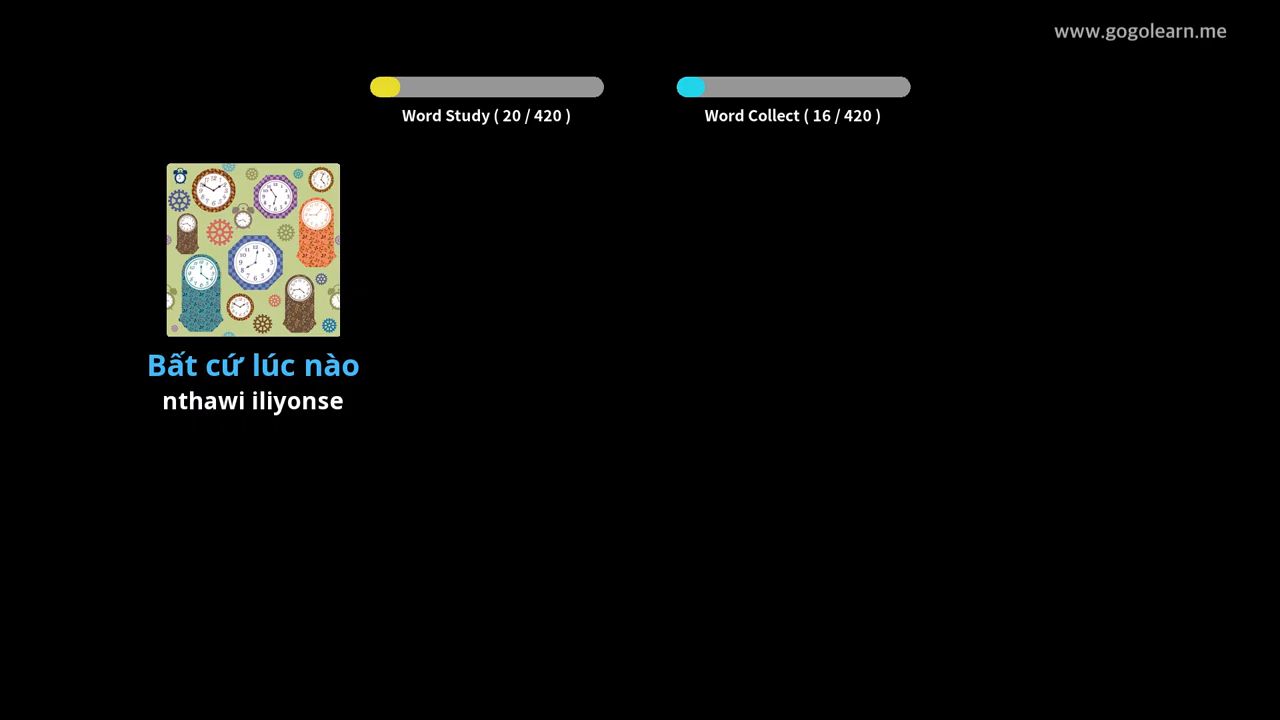 www.gogolearn.me
Word Study ( 20 / 420 )
Word Collect ( 16 / 420 )
Bất cứ lúc nào
nthawi iliyonse